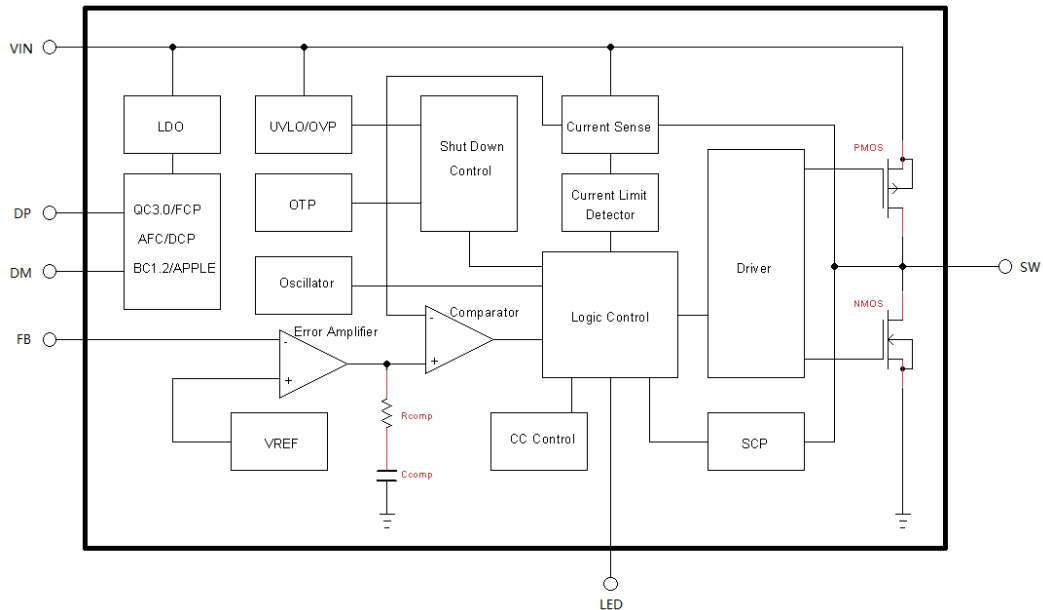 VIN
LDO
UVLO/OVP
Shut Down
Control
Current Sense
PMOS
DP
QC3.0/FCP
AFC/DCP
BC1.2/APPLE
DM
OTP
Current Limit
Detector
Oscillator
Driver
SW
NMOS
Comparator
Logic Control
Error Amplifier
FB
-
+
-
+
VREF
Rcomp
Ccomp
CC Control
SCP
LED